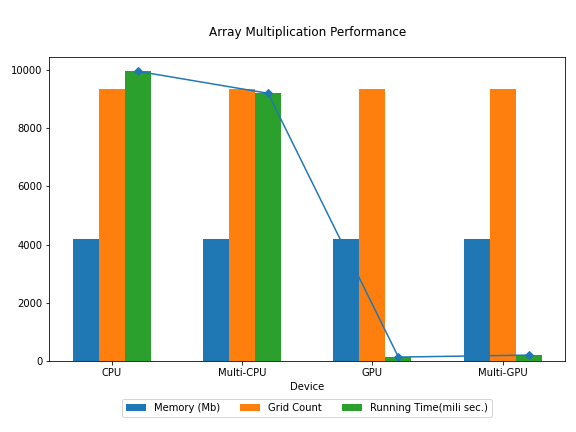 Array Multiplication Performance
10000
8000
6000
4000
2000
0
CPU Multi-CPU GPU Multi-GPU
Device
Memory (Mb) Grid Count Running Time(mili sec.)